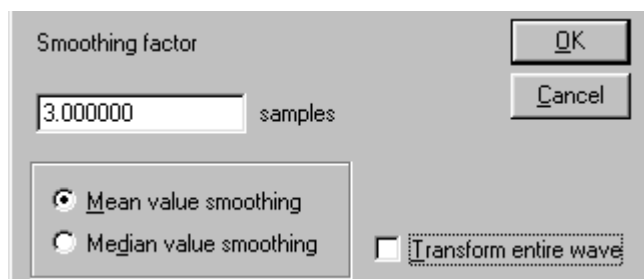 Smoothing factor
OK
3.000000 samples
Cancel
Mean value smoothing
Median value smoothing
Transform entire wave